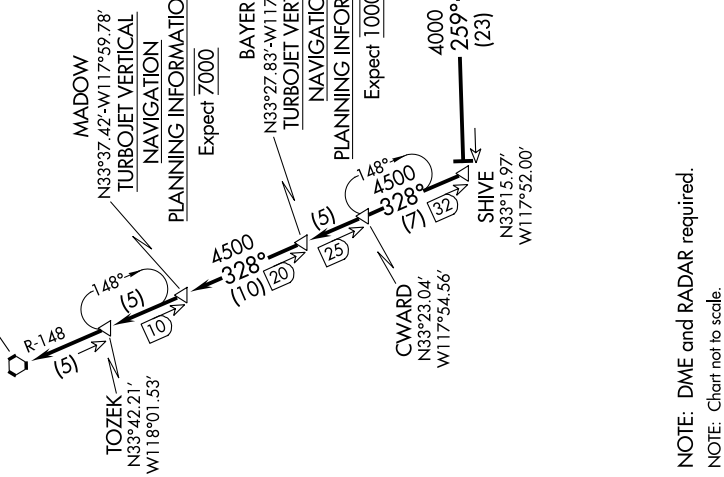 MADOW
N33°37.42'-W117°59.78'
TURBOJET VERTICAL
NAVIGATION
PLANNING INFORMATIO
Expect 7000
BAYER
N33°27.83'-W117
TURBOJET VERT
NAVIGATIO
PLANNING INFOR
Expect 1000
4000
259°
(23)
R-148
(5)
148°
(5)
10
TOZEK
N33°42.21'
W118°01.53'
4500
328°
(10)
20
(5)
25
148°
4500
328°
(7)
32
CWARD
N33°23.04'
W117°54.56'
SHIVE
N33°15.97'
W117°52.00'
NOTE: DME and RADAR required.
NOTE: Chart not to scale.